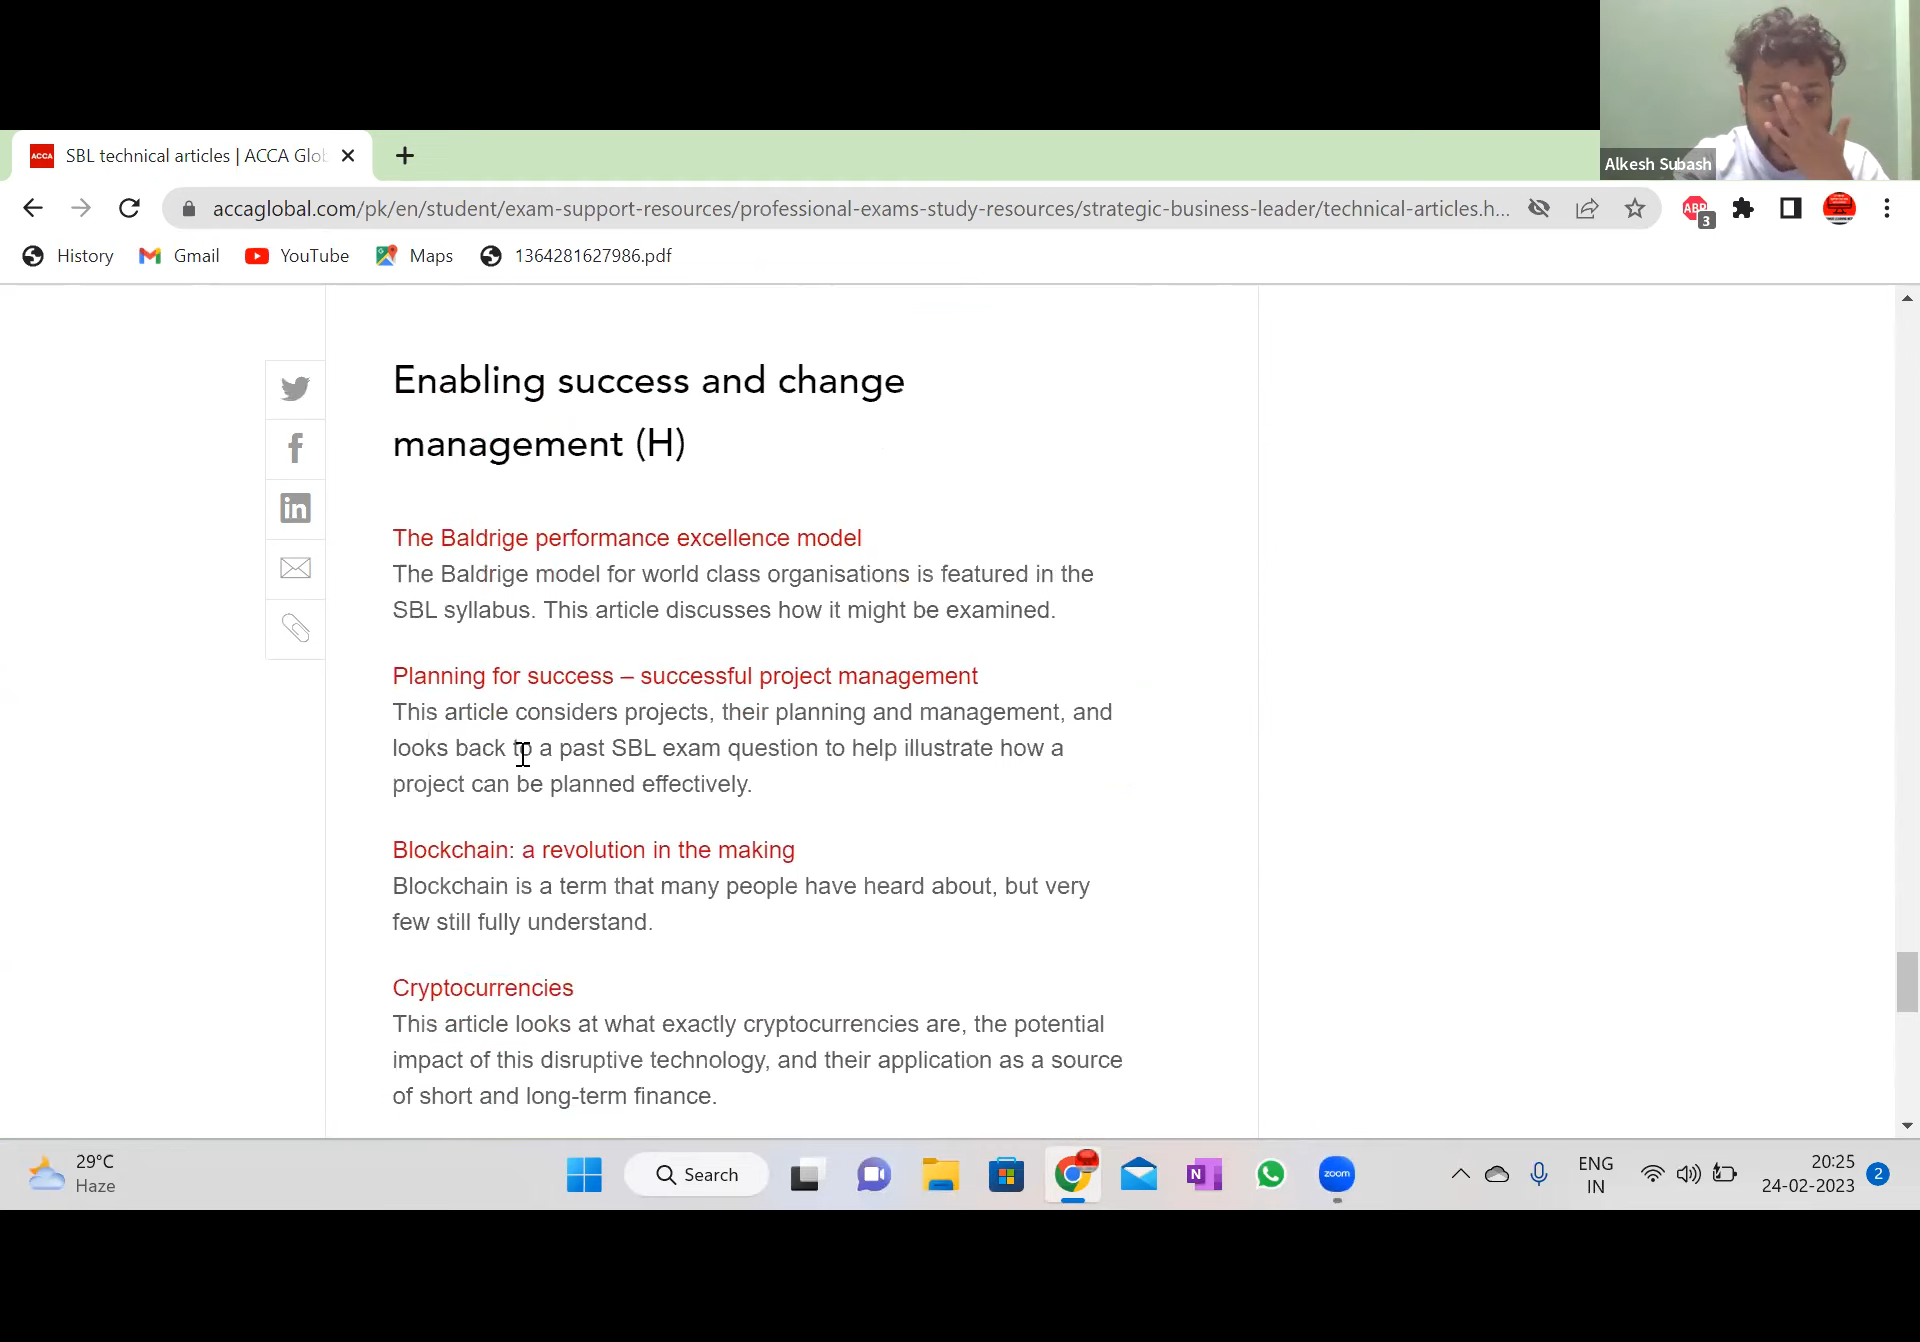 Alkesh Subash
ACCA
SBL technical articles | ACCA Glob
accaglobal.com/pk/en/student/exam-support-resources/professional-exams-study-resources/strategic-business-leader/technical-articles.h...
ABP
3
History
Gmail
YouTube
Maps
1364281627986.pdf
Enabling success and change
management (H)
The Baldrige performance excellence model
The Baldrige model for world class organisations is featured in the
SBL syllabus. This article discusses how it might be examined.
Planning for success – successful project management
This article considers projects, their planning and management, and
looks back to a past SBL exam question to help illustrate how a
project can be planned effectively.
Blockchain: a revolution in the making
Blockchain is a term that many people have heard about, but very
few still fully understand.
Cryptocurrencies
This article looks at what exactly cryptocurrencies are, the potential
impact of this disruptive technology, and their application as a source
of short and long-term finance.
29°C
Haze
Search
N
zoom
ENG
IN
20:25
24-02-2023
2